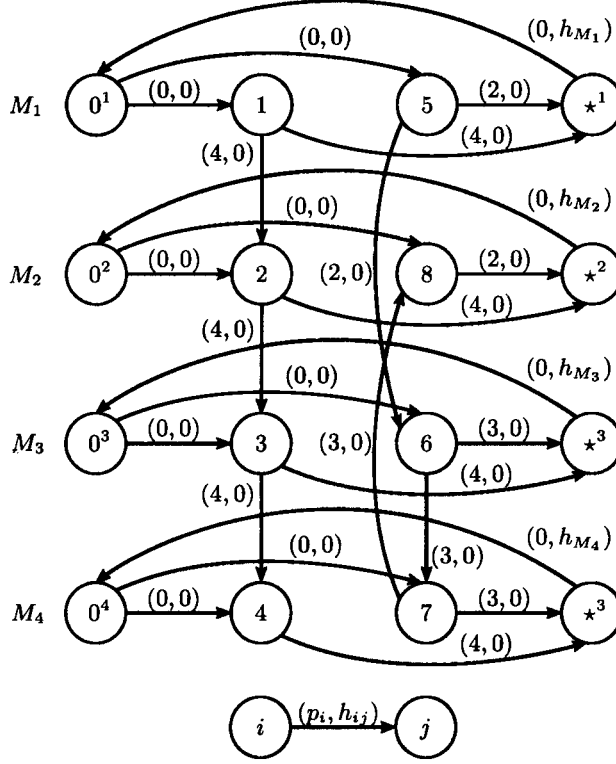 (0, h_{M_1})
(0, 0)
M_1 0^1 (0, 0) 1 5 (2, 0) ⋆^1
(4, 0) (4, 0)
(0, h_{M_2})
(0, 0)
M_2 0^2 (0, 0) 2 (2, 0) 8 (2, 0) ⋆^2
(4, 0) (4, 0)
(0, h_{M_3})
(0, 0)
M_3 0^3 (0, 0) 3 (3, 0) 6 (3, 0) ⋆^3
(4, 0) (4, 0)
(0, h_{M_4})
(0, 0) (3, 0)
M_4 0^4 (0, 0) 4 7 (3, 0) ⋆^3
(4, 0)
i (p_i, h_{ij}) j